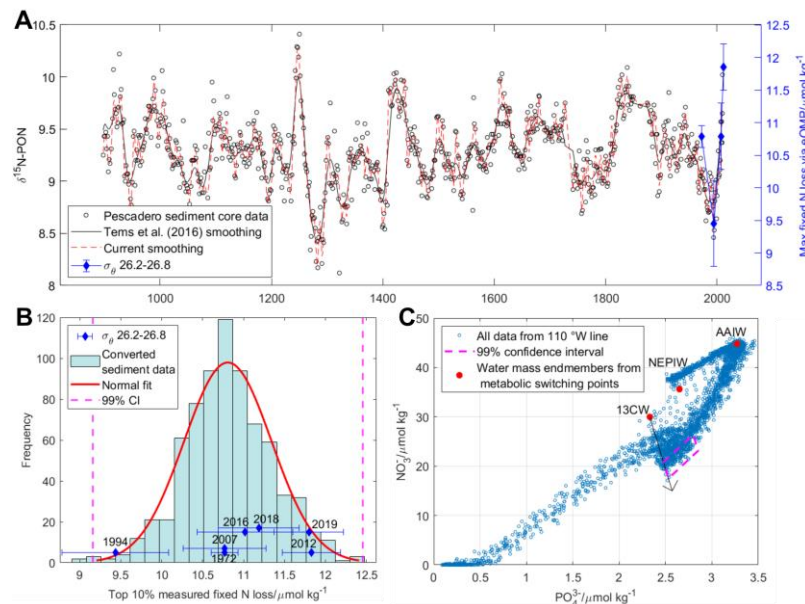 A
10.5
10
9.5
9
8.5
8
δ¹⁵N-PON
800
1000
1200
1400
1600
1800
2000
12.5
12
11.5
11
10.5
10
9.5
9
8.5
Max fixed N loss via eOMP/μmol kg⁻¹
Pescadero sediment core data
Tems et al. (2016) smoothing
Current smoothing
σ_θ 26.2-26.8
B
120
100
80
60
40
20
0
Frequency
σ_θ 26.2-26.8
Converted
sediment data
Normal fit
99% CI
1994
2016
2018
2019
2007
1972
2012
9
9.5
10
10.5
11
11.5
12
12.5
Top 10% measured fixed N loss/μmol kg⁻¹
C
50
45
40
30
20
10
0
NO₃⁻/μmol kg⁻¹
All data from 110 °W line
99% confidence interval
Water mass endmembers from
metabolic switching points
AAIW
NEPIW
13CW
0
0.5
1
1.5
2
2.5
3
3.5
PO₄³⁻/μmol kg⁻¹